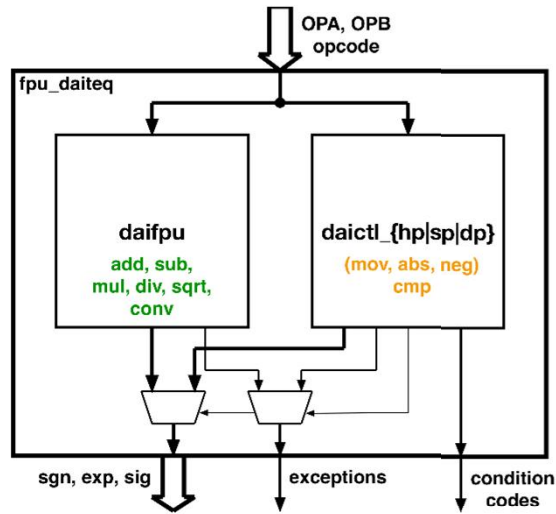 OPA, OPB
opcode
fpu_daiteq
daifpu
add, sub,
mul, div, sqrt,
conv
daictl_{hp|sp|dp}
(mov, abs, neg)
cmp
sgn, exp, sig
exceptions
condition
codes